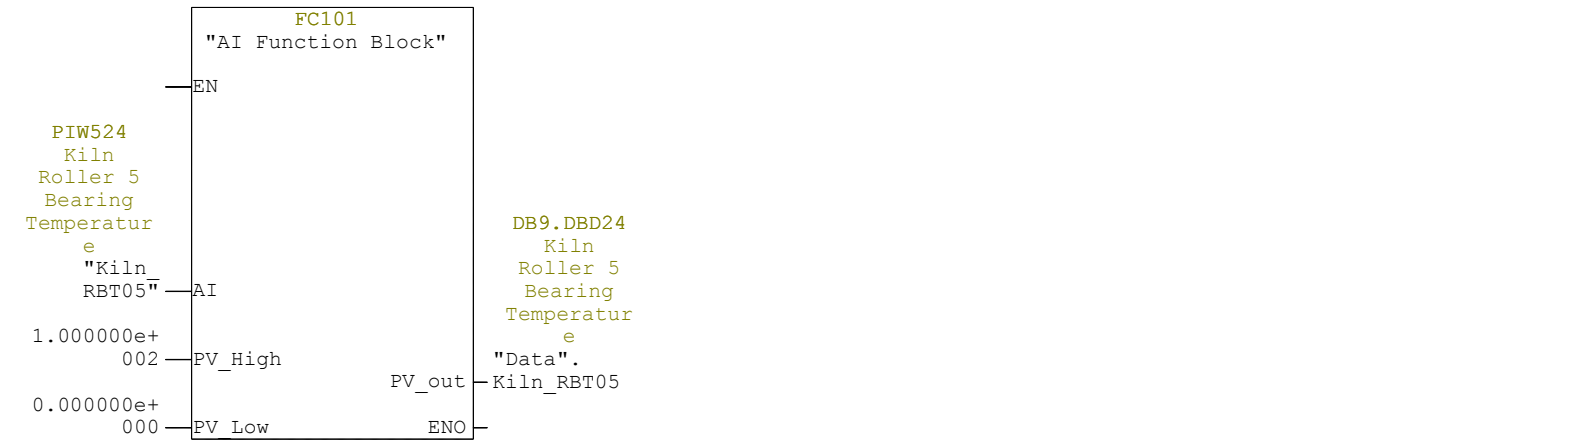 FC101
"AI Function Block"
EN
PIW524
Kiln
Roller 5
Bearing
Temperatur
e
"Kiln_
RBT05"
AI
1.000000e+
002
PV_High
0.000000e+
000
PV_Low
DB9.DBD24
Kiln
Roller 5
Bearing
Temperatur
e
"Data".
PV_out
Kiln_RBT05
ENO